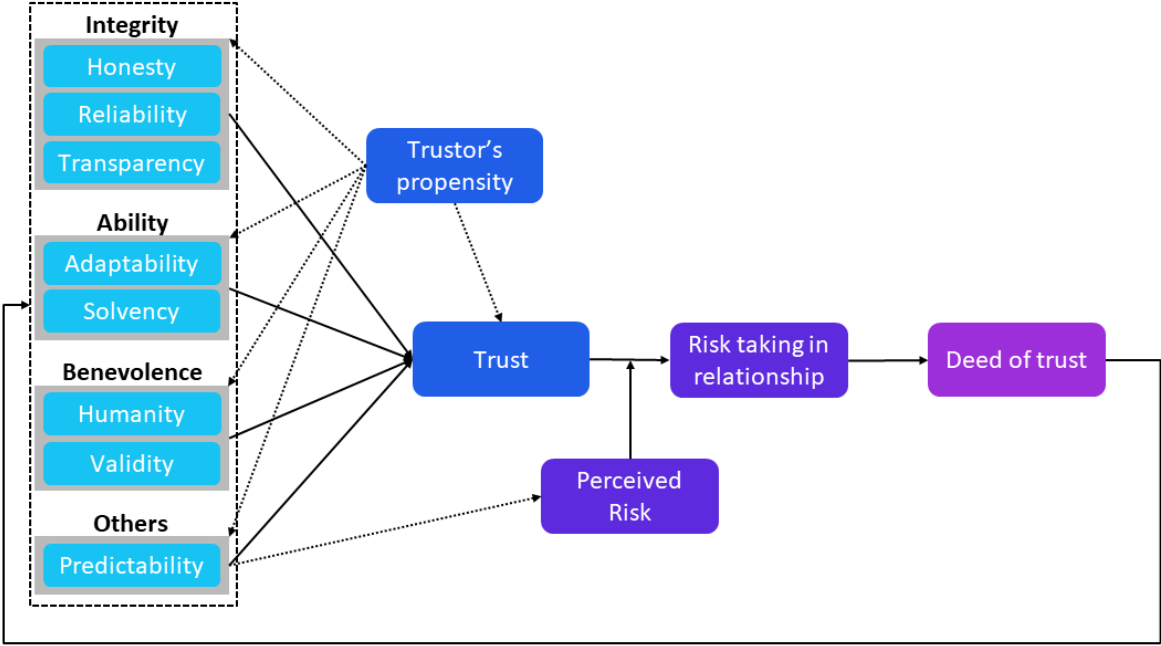 Integrity
Honesty
Reliability
Transparency
Ability
Adaptability
Solvency
Benevolence
Humanity
Validity
Others
Predictability
Trustor's
propensity
Trust
Risk taking in
relationship
Deed of trust
Perceived
Risk